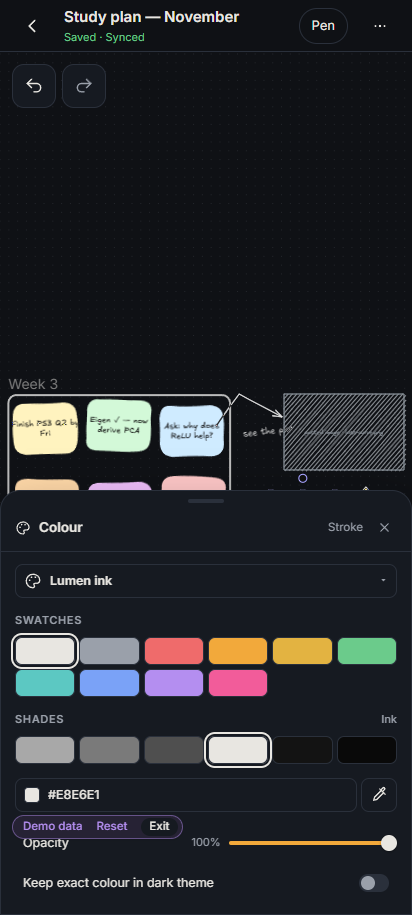 Study plan — November
Saved · Synced
Pen
Week 3
Finish PS3 Q2 by
Fri
Eigen ✓ — now
derive PCA
Ask: why does
ReLU help?
see the
Colour
Stroke
Lumen ink
SWATCHES
SHADES
Ink
#E8E6E1
Demo data
Reset
Exit
Opacity
100%
Keep exact colour in dark theme